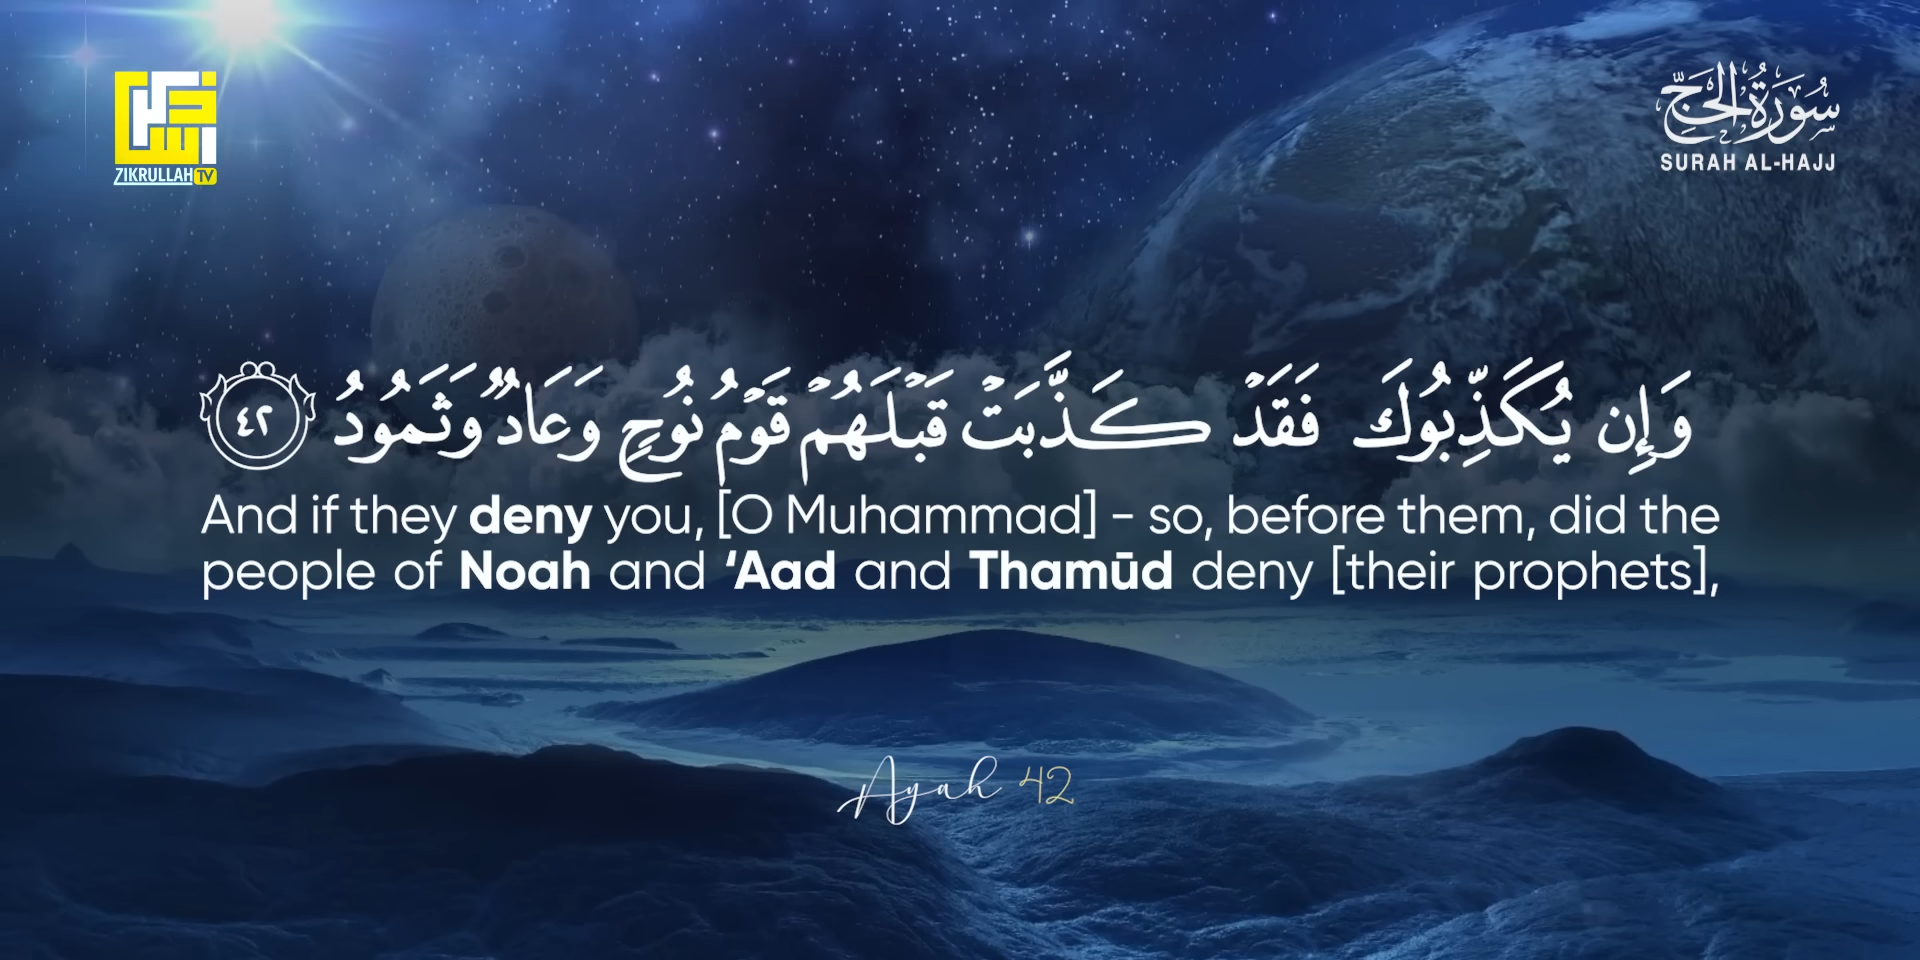 ZIKRULLAH TV
سُورَةُ الحَجِّ
SURAH AL-HAJJ
وَإِن يُكَذِّبُوكَ فَقَدْ كَذَّبَتْ قَبْلَهُمْ قَوْمُ نُوحٍ وَعَادٌ وَثَمُودُ ٤٢
And if they deny you, [O Muhammad] - so, before them, did the
people of Noah and ‘Aad and Thamūd deny [their prophets],
Ayah 42